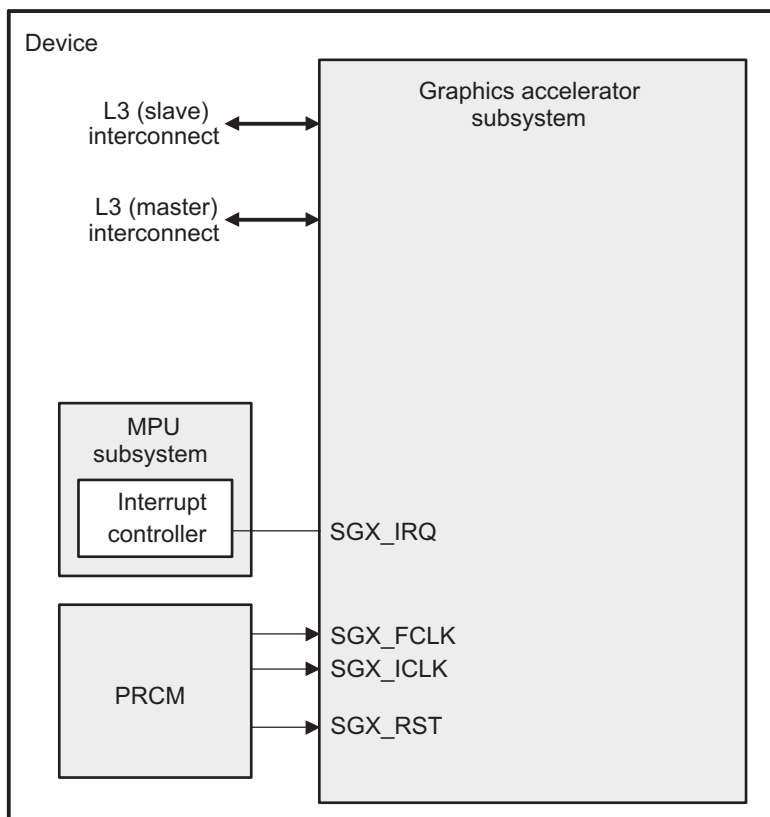 Device
Graphics accelerator
subsystem
L3 (slave)
interconnect
L3 (master)
interconnect
MPU
subsystem
Interrupt
controller
SGX_IRQ
PRCM
SGX_FCLK
SGX_ICLK
SGX_RST